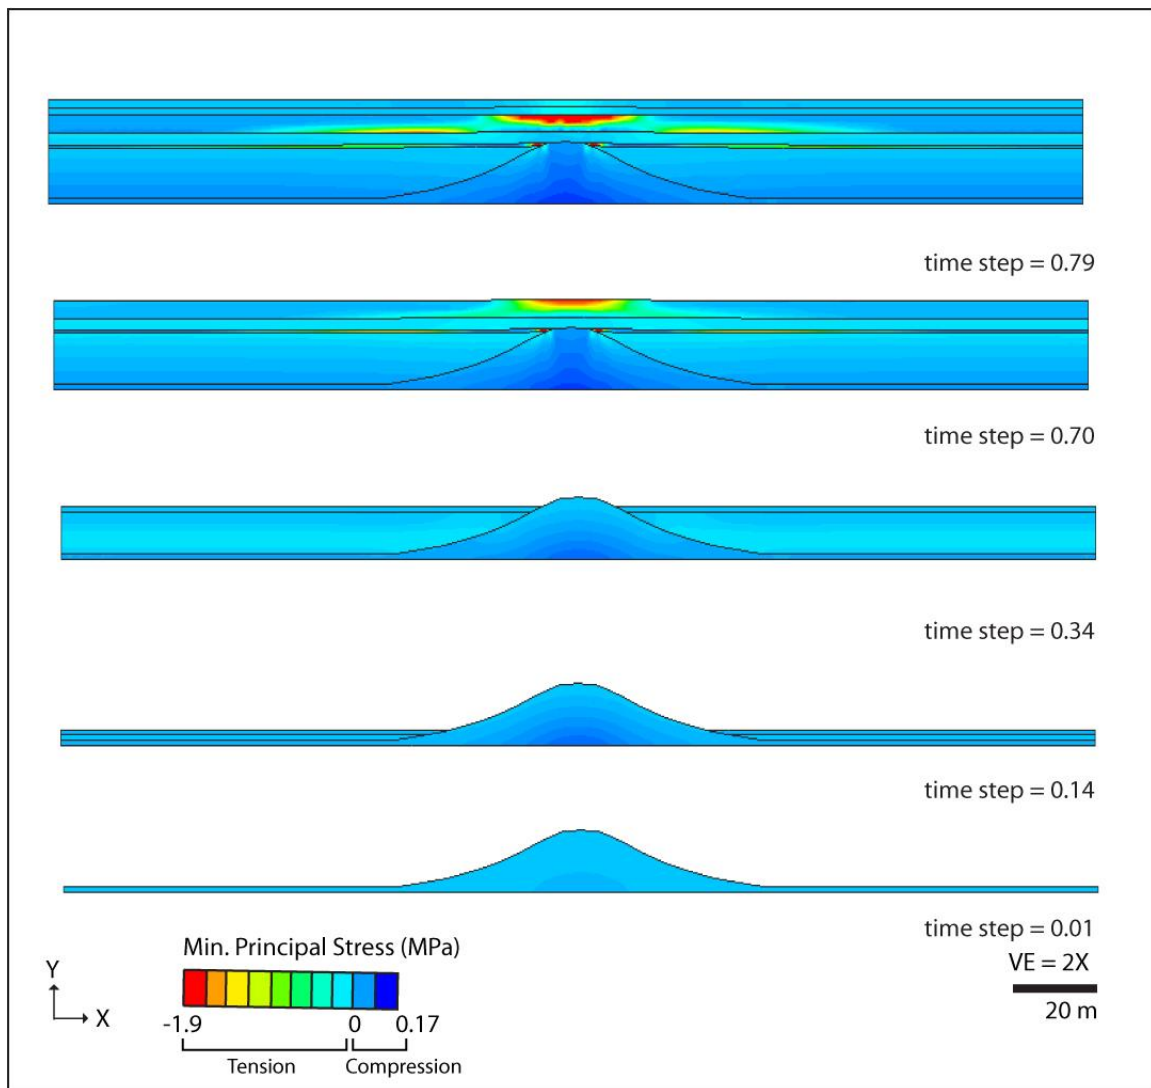 time step = 0.79
time step = 0.70
time step = 0.34
time step = 0.14
time step = 0.01
Min. Principal Stress (MPa)
VE = 2X
Y
X
20 m
-1.9 0 0.17
Tension Compression